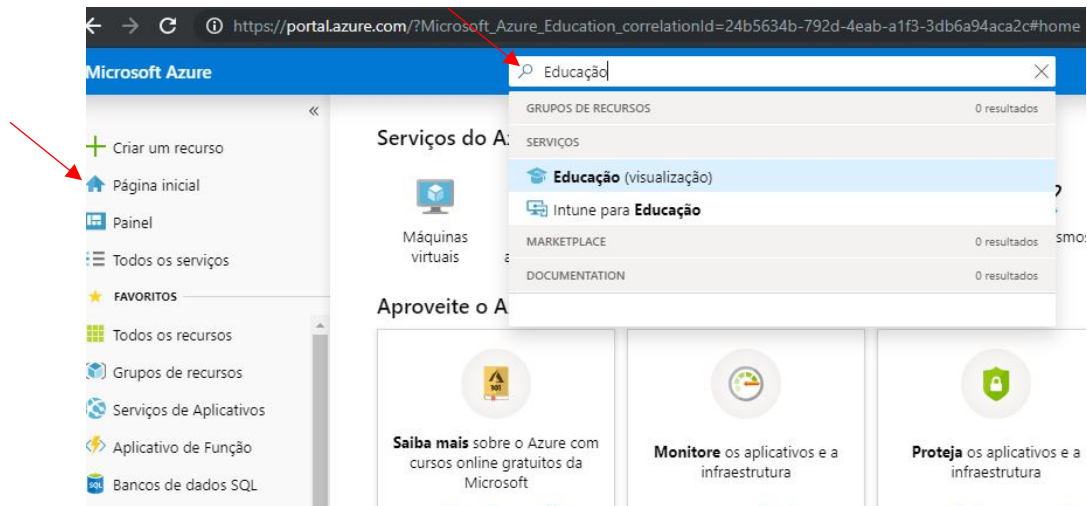 https://portal.azure.com/?Microsoft_Azure_Education_correlationId=24b5634b-792d-4eab-a1f3-3db6a94aca2c#home
Microsoft Azure
Educação
GRUPOS DE RECURSOS 0 resultados
SERVIÇOS
Educação (visualização)
Intune para Educação
MARKETPLACE 0 resultados
DOCUMENTATION 0 resultados
Criar um recurso
Página inicial
Painel
Todos os serviços
FAVORITOS
Todos os recursos
Grupos de recursos
Serviços de Aplicativos
Aplicativo de Função
Bancos de dados SQL
SQL
Serviços do
Máquinas
virtuais
Aproveite o
101
Saiba mais sobre o Azure com
cursos online gratuitos da
Microsoft
Monitore os aplicativos e a
infraestrutura
Proteja os aplicativos e a
infraestrutura